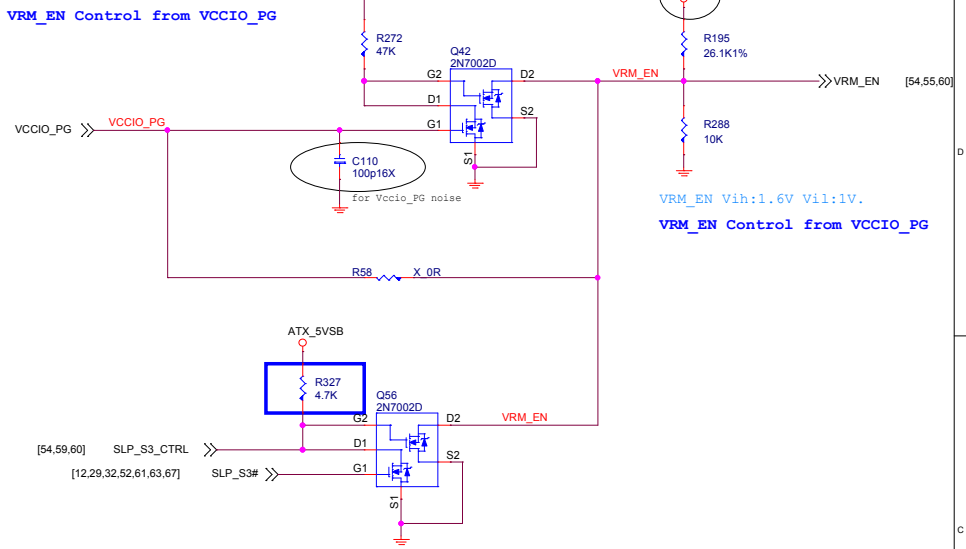 VRM_EN Control from VCCIO_PG
R272
47K
Q42
2N7002D
G2
D2
D1
S2
G1
S1
R195
26.1K1%
VRM_EN
VRM_EN
[54,55,60]
VCCIO_PG
VCCIO_PG
C110
100p16X
for Vccio_PG noise
R288
10K
D
VRM_EN Vih:1.6V Vil:1V.
VRM_EN Control from VCCIO_PG
R58
X_0R
ATX_5VSB
R327
4.7K
Q56
2N7002D
G2
D2
VRM_EN
[54,59,60]
SLP_S3_CTRL
D1
S2
[12,29,32,52,61,63,67]
SLP_S3#
G1
S1
C